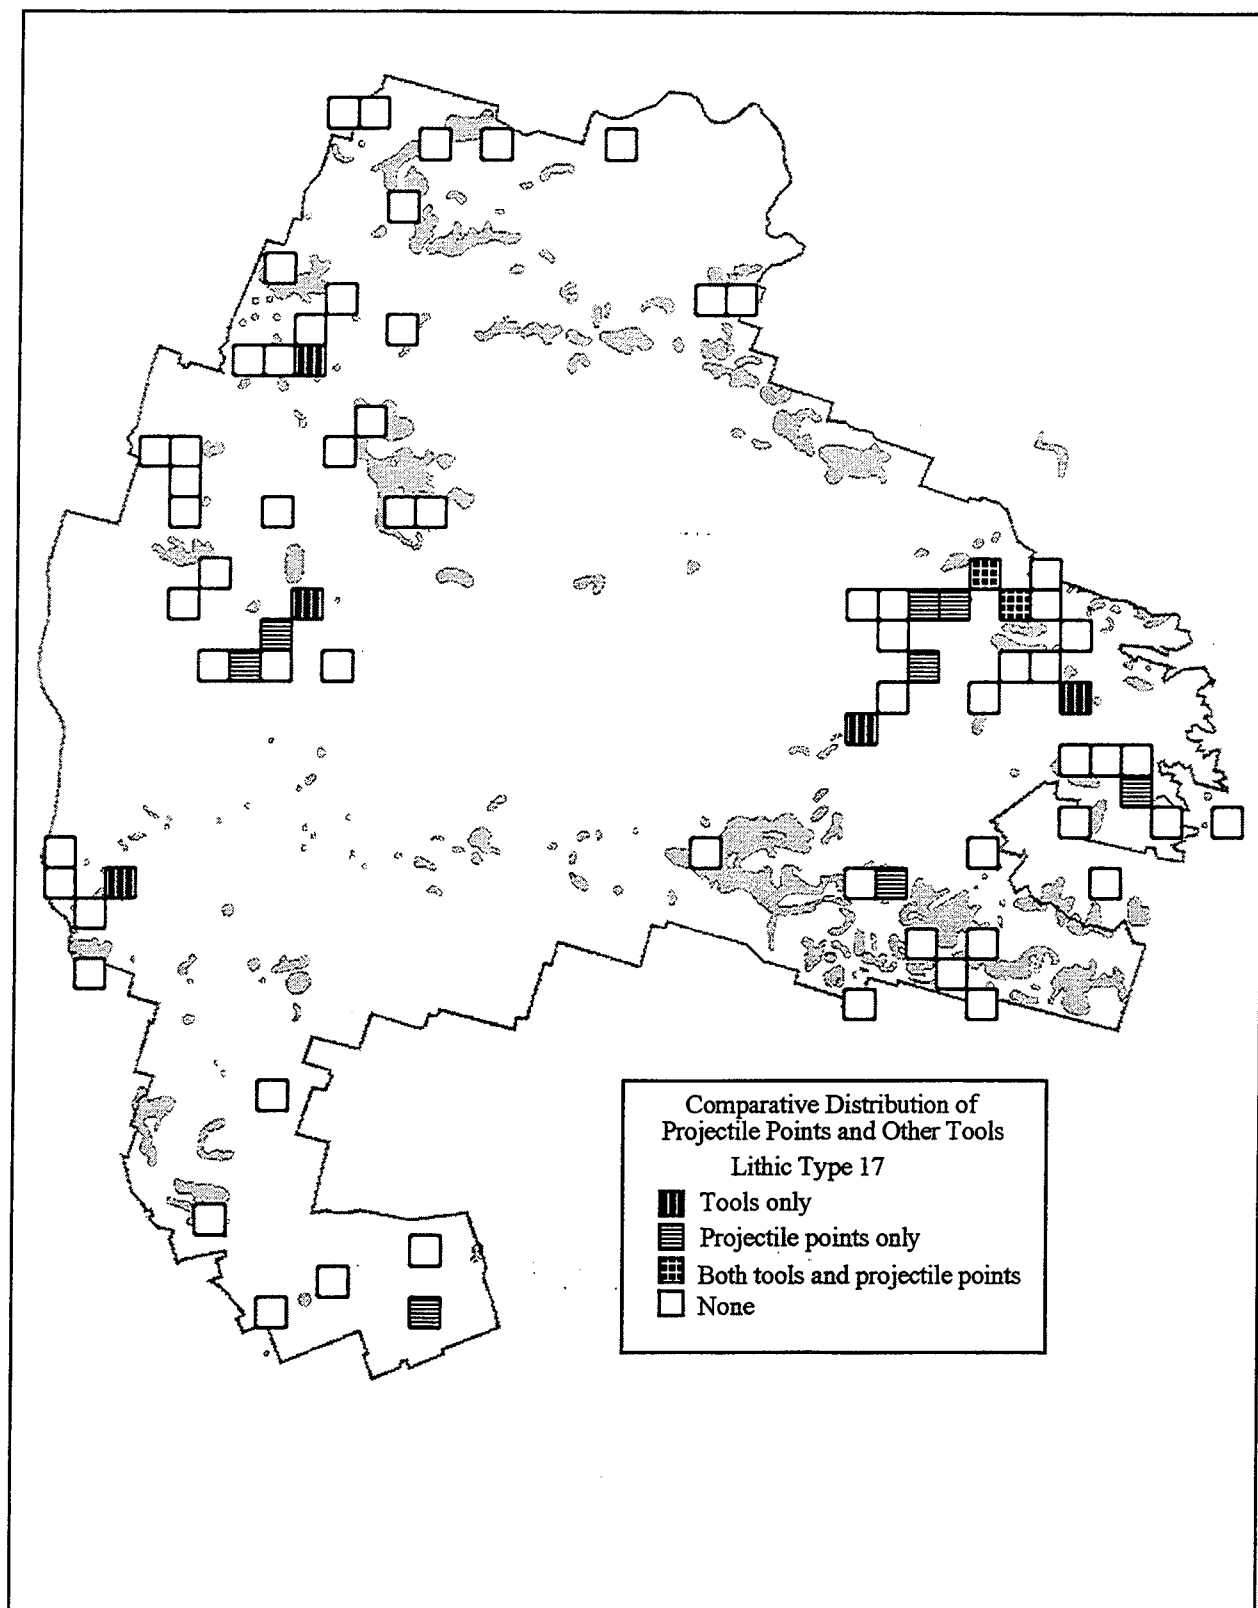 Comparative Distribution of
Projectile Points and Other Tools
Lithic Type 17
Tools only
Projectile points only
Both tools and projectile points
None